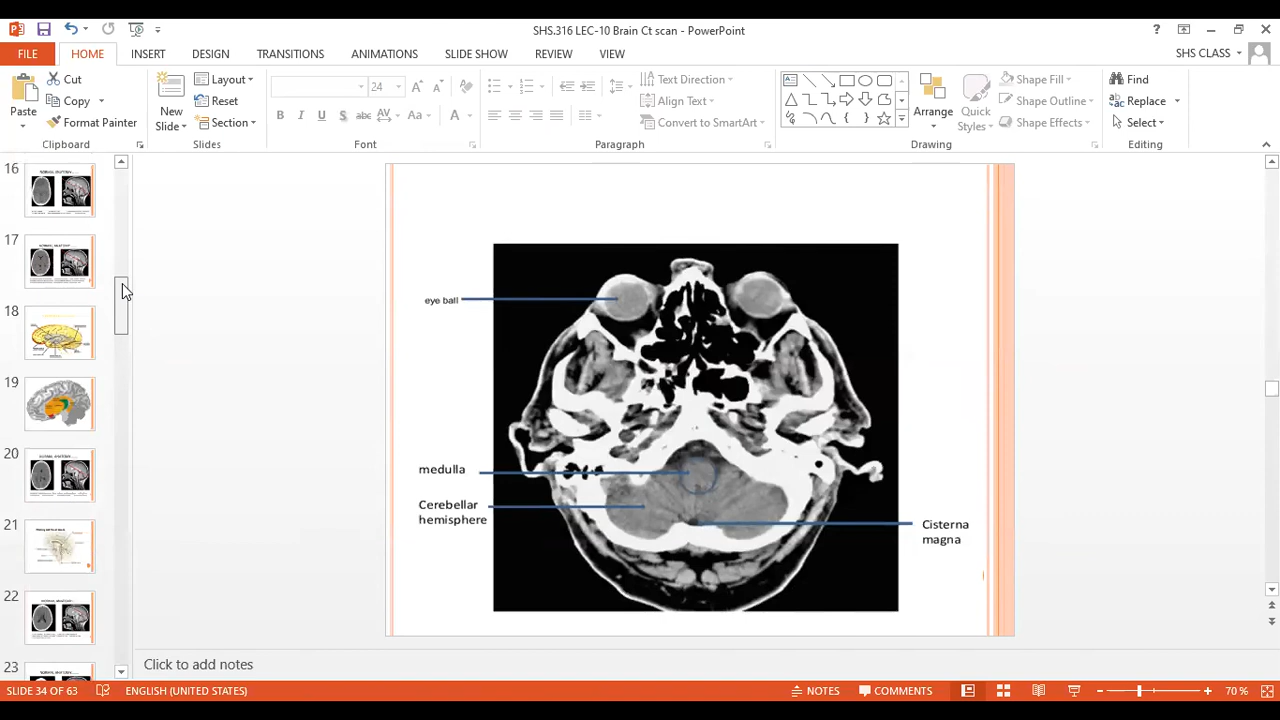 SHS.316 LEC-10 Brain Ct scan - PowerPoint
FILE HOME INSERT DESIGN TRANSITIONS ANIMATIONS SLIDE SHOW REVIEW VIEW SHS CLASS
Paste
Cut
Copy
Format Painter
Clipboard
New Slide
Layout
Reset
Section
Slides
24
B I U S abc AV Aa A
Font
Text Direction
Align Text
Convert to SmartArt
Paragraph
Arrange
Quick Styles
Shape Fill
Shape Outline
Shape Effects
Drawing
Find
Replace
Select
Editing
16
17
18
19
20
21
22
23
eye ball
medulla
Cerebellar
hemisphere
Cisterna
magna
Click to add notes
SLIDE 34 OF 63 ENGLISH (UNITED STATES) NOTES COMMENTS 70 %